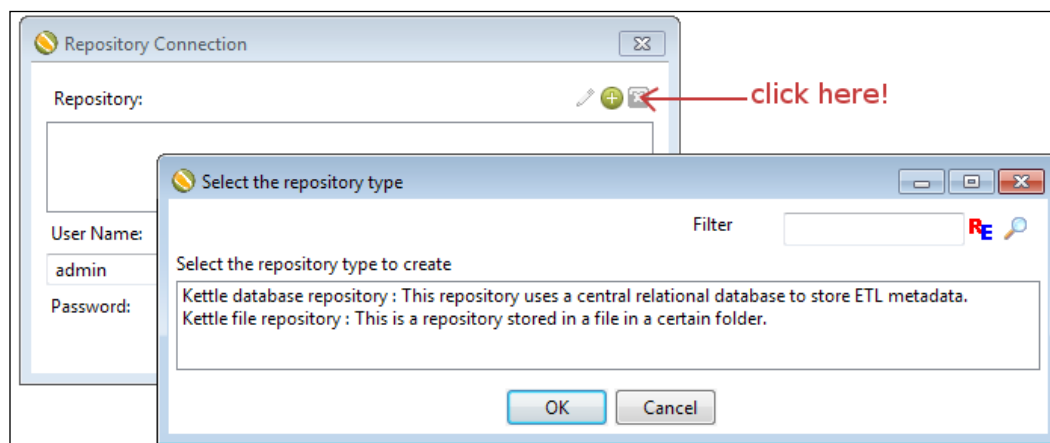 Repository Connection
Repository:
click here!
Select the repository type
Filter
RE
User Name:
Select the repository type to create
admin
Kettle database repository : This repository uses a central relational database to store ETL metadata.
Password:
Kettle file repository : This is a repository stored in a file in a certain folder.
OK
Cancel